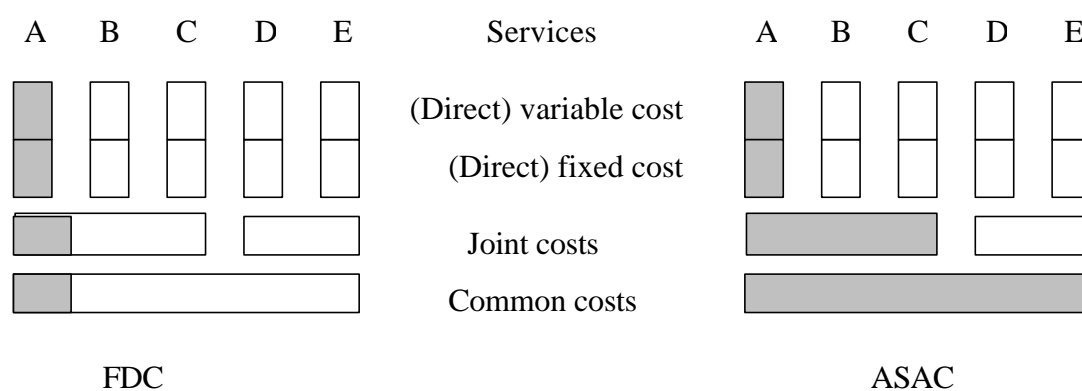 A B C D E Services A B C D E
(Direct) variable cost
(Direct) fixed cost
Joint costs
Common costs
FDC ASAC